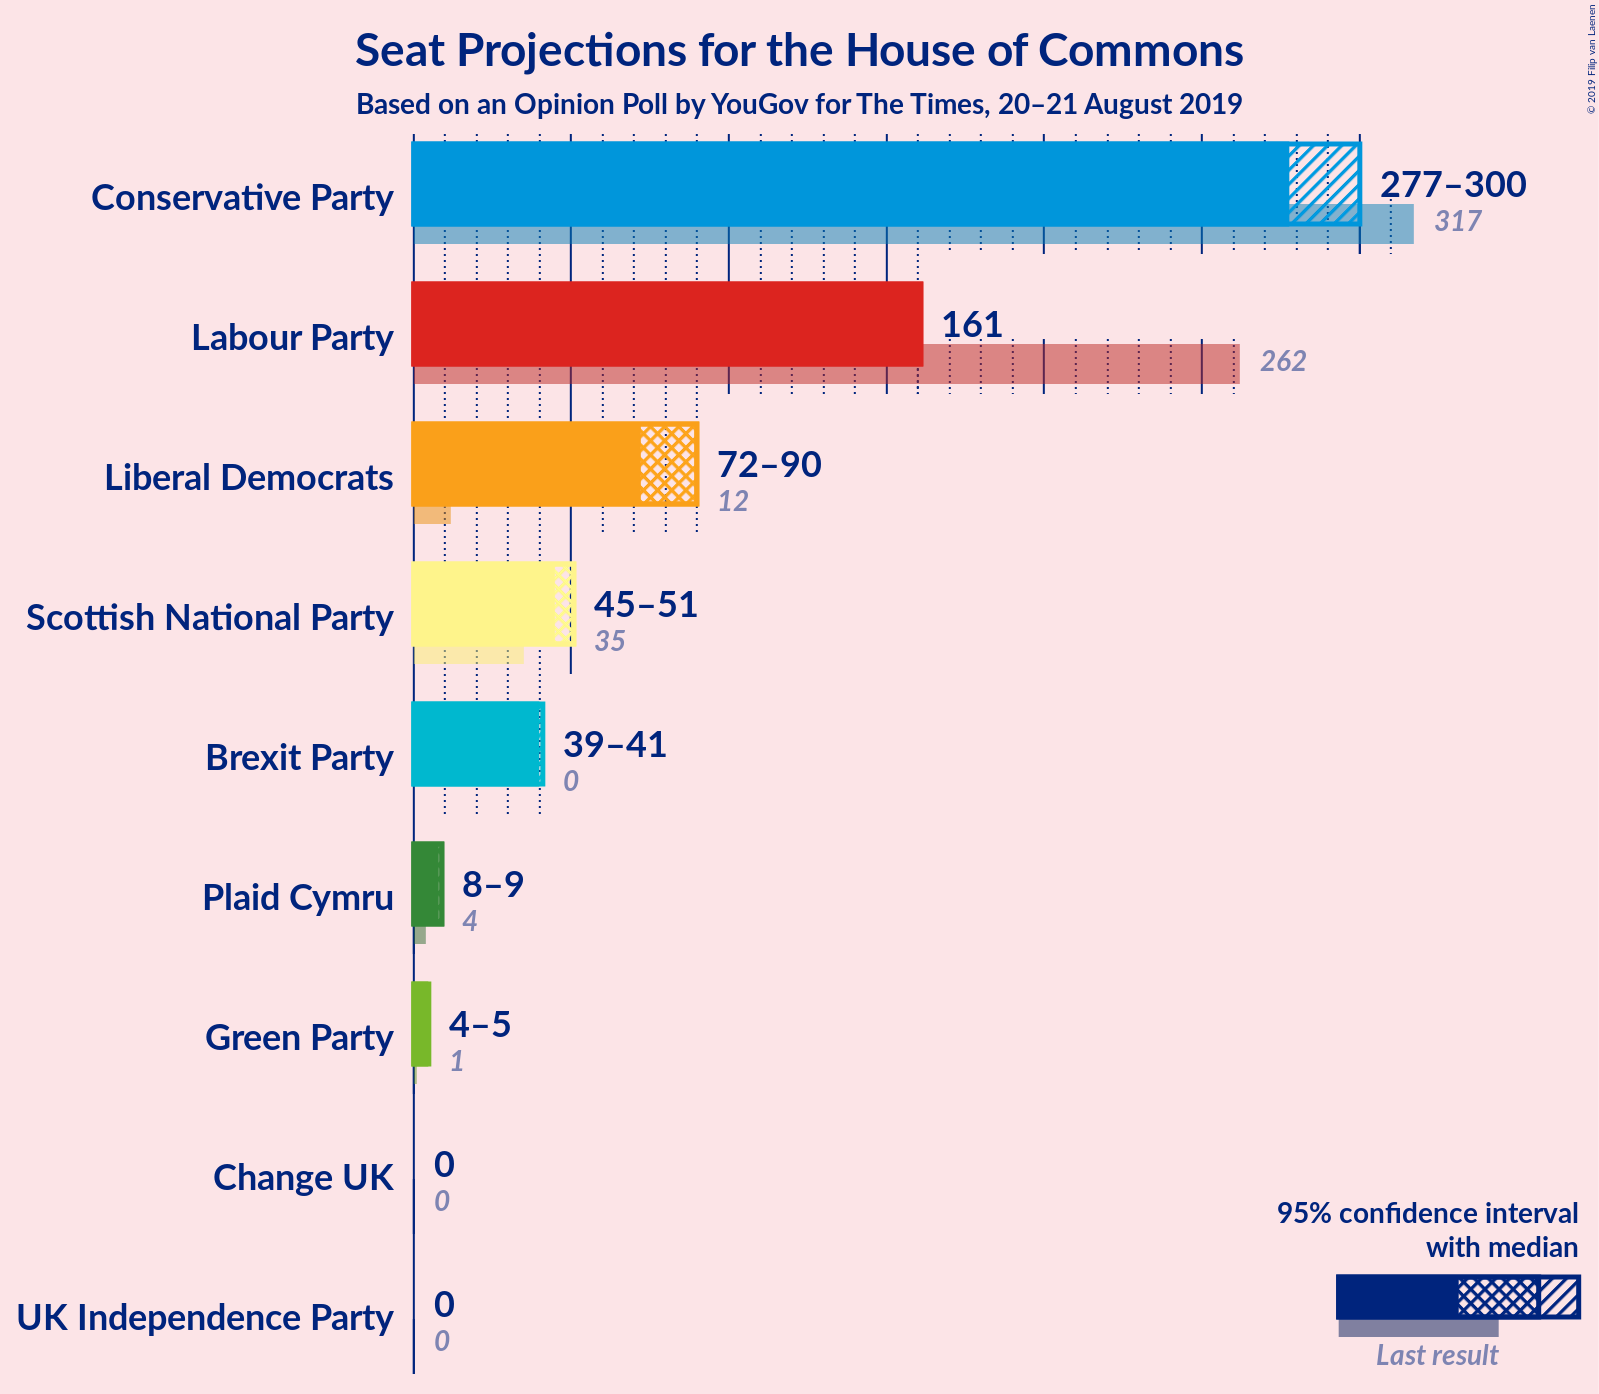 Seat Projections for the House of Commons
Based on an Opinion Poll by YouGov for The Times, 20–21 August 2019
© 2019 Filip van Laenen
Conservative Party
277–300
317
Labour Party
161
262
Liberal Democrats
72–90
12
Scottish National Party
45–51
35
Brexit Party
39–41
0
Plaid Cymru
8–9
4
Green Party
4–5
1
Change UK
0
0
UK Independence Party
0
0
95% confidence interval
with median
Last result